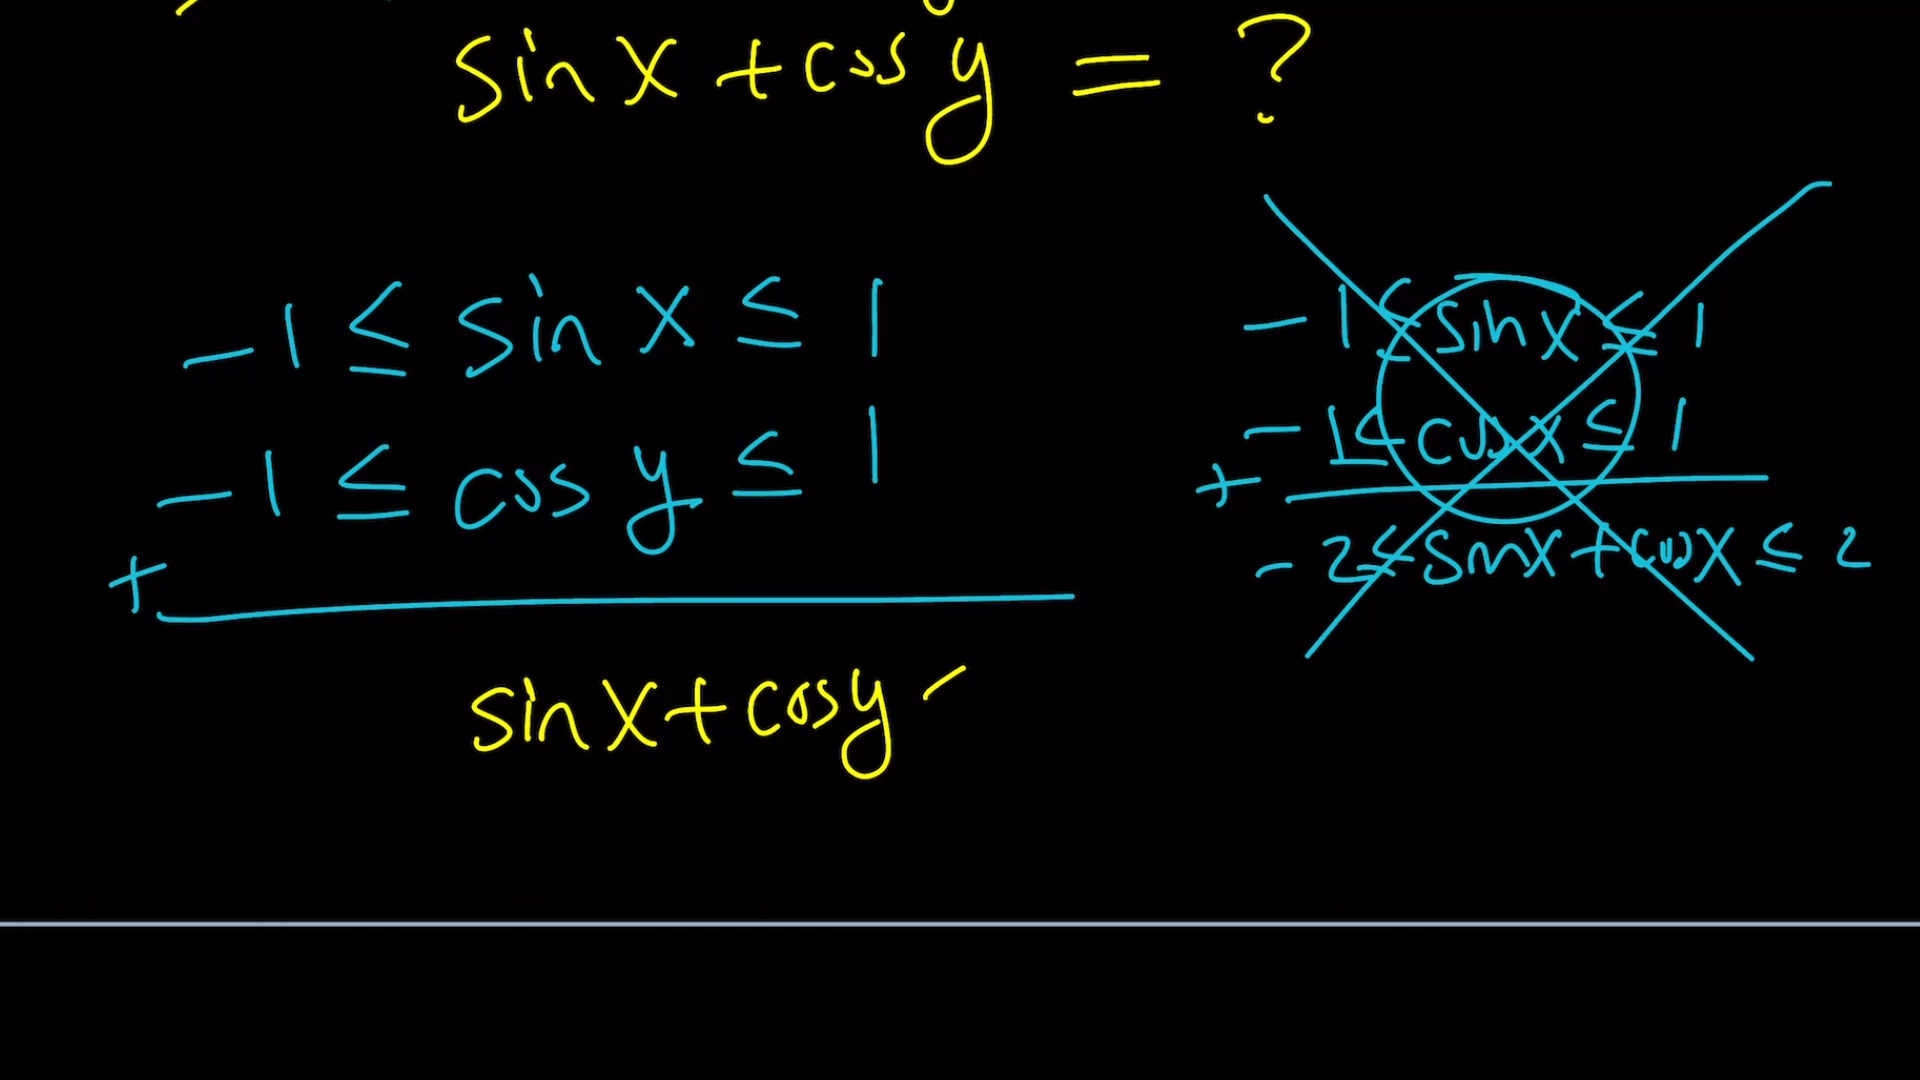 sin x + cos y = ?
-1 ≤ sin x ≤ 1
-1 ≤ cos y ≤ 1
+
sin x + cos y
-1 ≤ sin x ≤ 1
-1 ≤ cos x ≤ 1
+
-2 ≤ sin x + cos x ≤ 2